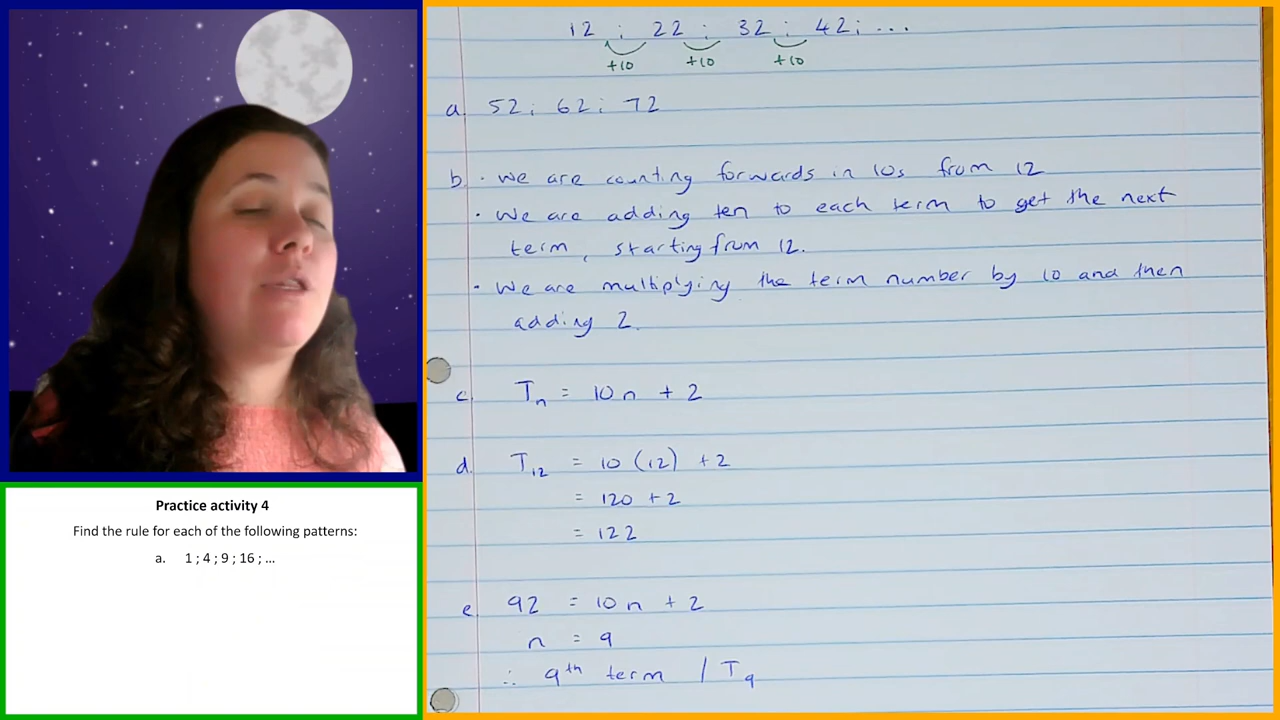 12 ; 22 ; 32 ; 42 ; ...
+10 +10 +10
a. 52 ; 62 ; 72
b. • We are counting forwards in 10s from 12
• We are adding ten to each term to get the next
term, starting from 12.
• We are multiplying the term number by 10 and then
adding 2.
c. Tₙ = 10n + 2
d. T₁₂ = 10 (12) + 2
= 120 + 2
= 122
e. 92 = 10n + 2
n = 9
∴ 9th term / T₉
Practice activity 4
Find the rule for each of the following patterns:
a. 1 ; 4 ; 9 ; 16 ; ...